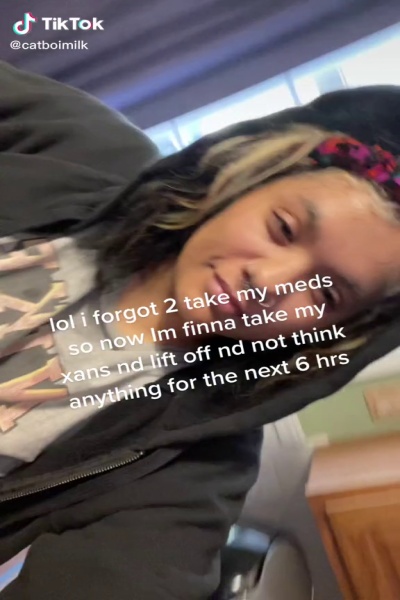 TikTok
@catboimilk
lol i forgot 2 take my meds
so now Im finna take my
xans nd lift off nd not think
anything for the next 6 hrs